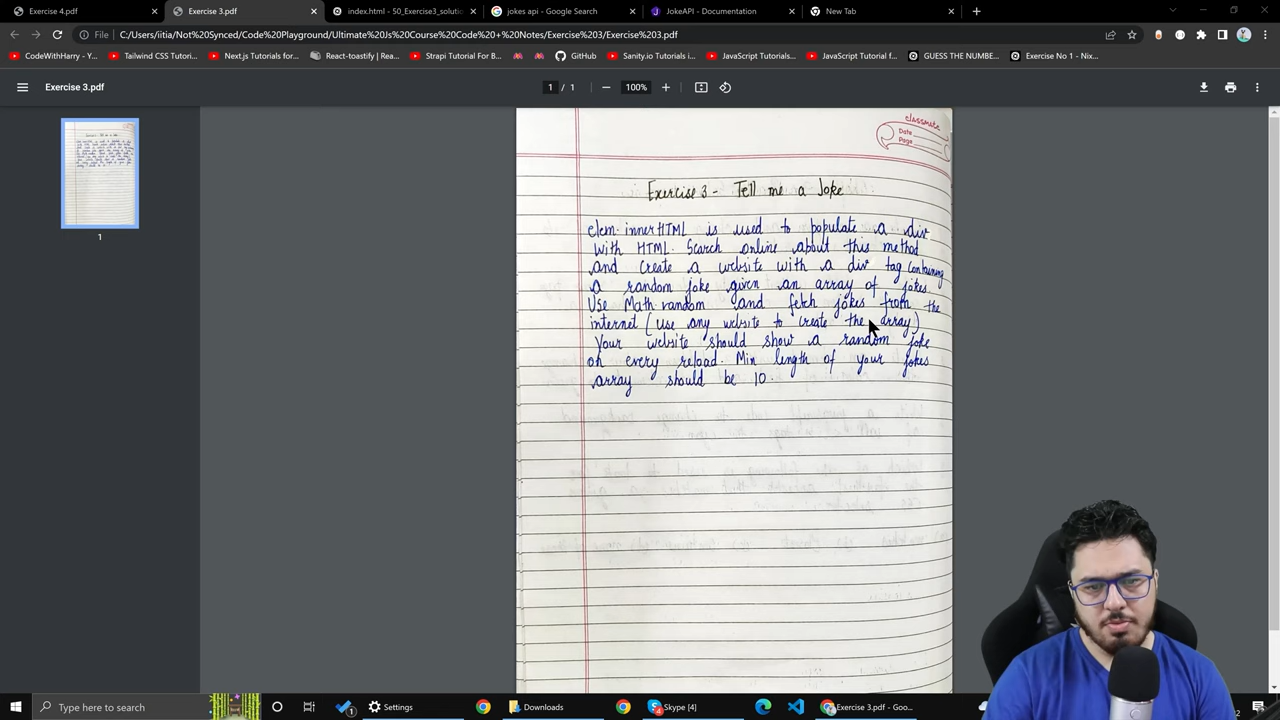 Exercise 4.pdf
Exercise 3.pdf
index.html - 50_Exercise3_solutio
jokes api - Google Search
JokeAPI - Documentation
New Tab
File
C:/Users/iitia/Not%20Synced/Code%20Playground/Ultimate%20Js%20Course%20Code%20+%20Notes/Exercise%203/Exercise%203.pdf
CodeWithHarry - Yo...
Tailwind CSS Tutori...
Next.js Tutorials for...
React-toastify | Rea...
Strapi Tutorial For B...
GitHub
Sanity.io Tutorials i...
JavaScript Tutorials...
JavaScript Tutorial f...
GUESS THE NUMBE...
Exercise No 1 - Nix...
Exercise 3.pdf
1 / 1
100%
classmate
Date
Page
Exercise 3 - Tell me a Joke
elem.innerHTML is used to populate a div
with HTML. Search online about this method
and create a website with a div tag containing
a random joke given an array of jokes.
Use Math.random and fetch jokes from the
internet (use any website to create the array)
Your website should show a random joke
on every reload. Min length of your jokes
array should be 10.
1
Type here to search
1
Settings
Downloads
4
Skype [4]
Exercise 3.pdf - Goo...